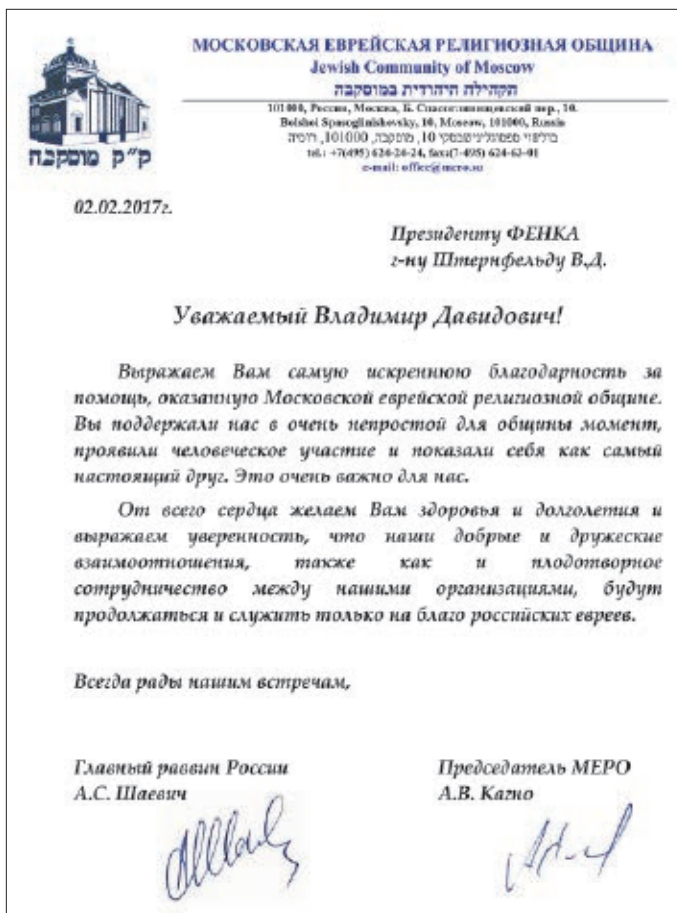 МОСКОВСКАЯ ЕВРЕЙСКАЯ РЕЛИГИОЗНАЯ ОБЩИНА
Jewish Community of Moscow
הקהילה היהודית במוסקבה
101000, Россия, Москва, Б. Спасоглинищевский пер., 10.
Bolshoi Spasoglinishevsky, 10, Moscow, 101000, Russia
10, מוסקבה, 101000, רוסיה
tel.: +7(495) 624-24-24, fax:(7-495) 624-62-01
e-mail: office@mero.su
ק"ק מוסקבה
02.02.2017г.
Президенту ФЕНКА
г-ну Штернфельду В.Д.
Уважаемый Владимир Давидович!
Выражаем Вам самую искреннюю благодарность за
помощь, оказанную Московской еврейской религиозной общине.
Вы поддержали нас в очень непростой для общины момент,
проявили человеческое участие и показали себя как самый
настоящий друг. Это очень важно для нас.
От всего сердца желаем Вам здоровья и долголетия и
выражаем уверенность, что наши добрые и дружеские
взаимоотношения, также как и плодотворное
сотрудничество между нашими организациями, будут
продолжаться и служить только на благо российских евреев.
Всегда рады нашим встречам,
Главный раввин России
А.С. Шаевич
Председатель МЕРО
А.В. Кагно